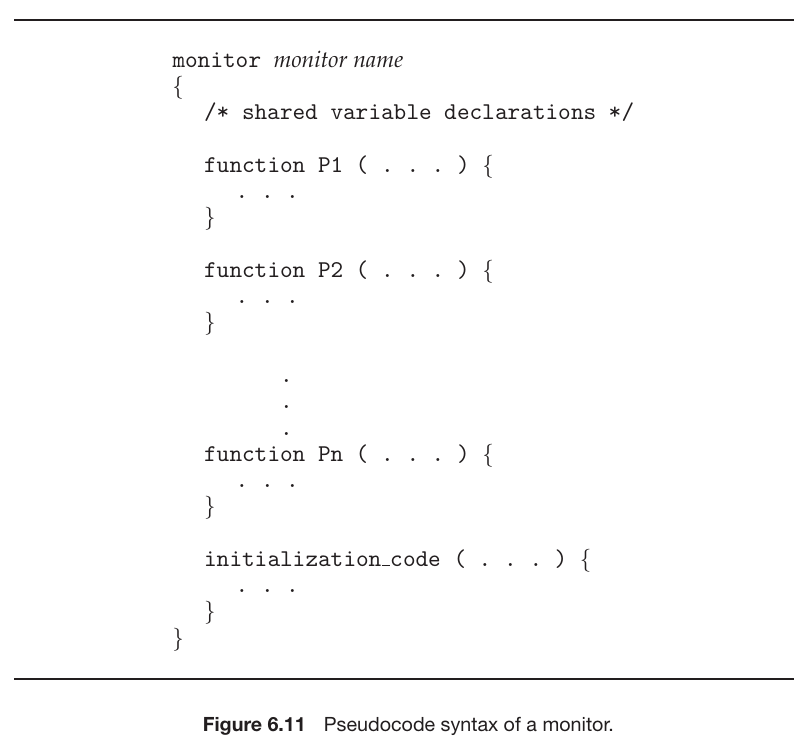 monitor monitor name
{
/* shared variable declarations */
function P1 ( . . . ) {
. . .
}
function P2 ( . . . ) {
. . .
}
.
.
.
function Pn ( . . . ) {
. . .
}
initialization_code ( . . . ) {
. . .
}
}
Figure 6.11 Pseudocode syntax of a monitor.